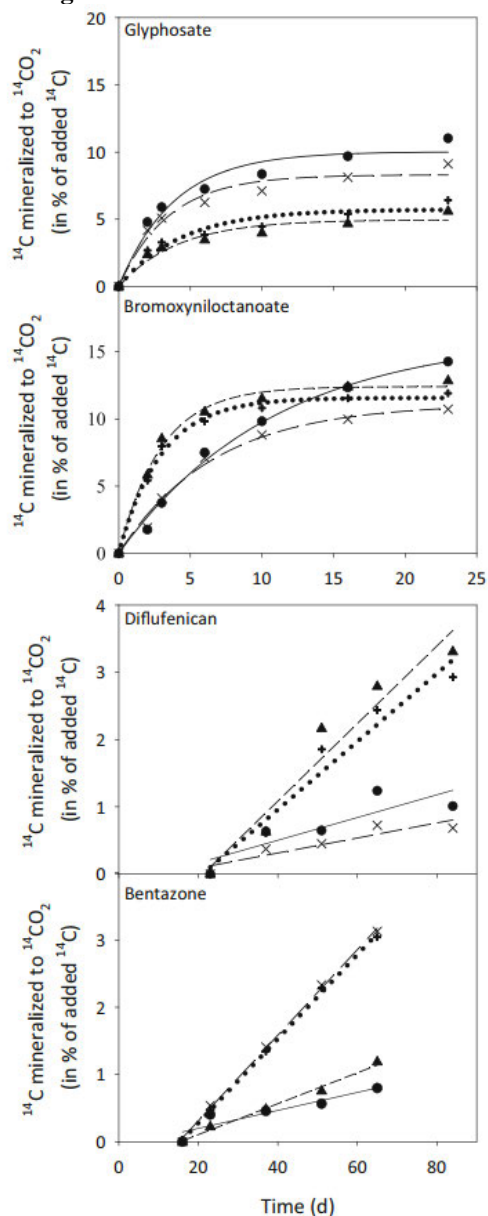 Glyphosate
20
15
10
5
0
¹⁴C mineralized to ¹⁴CO₂
(in % of added ¹⁴C)
Bromoxyniloctanoate
15
10
5
0
¹⁴C mineralized to ¹⁴CO₂
(in % of added ¹⁴C)
0 5 10 15 20 25
Diflufenican
4
3
2
1
0
¹⁴C mineralized to ¹⁴CO₂
(in % of added ¹⁴C)
Bentazone
3
2
1
0
¹⁴C mineralized to ¹⁴CO₂
(in % of added ¹⁴C)
0 20 40 60 80
Time (d)